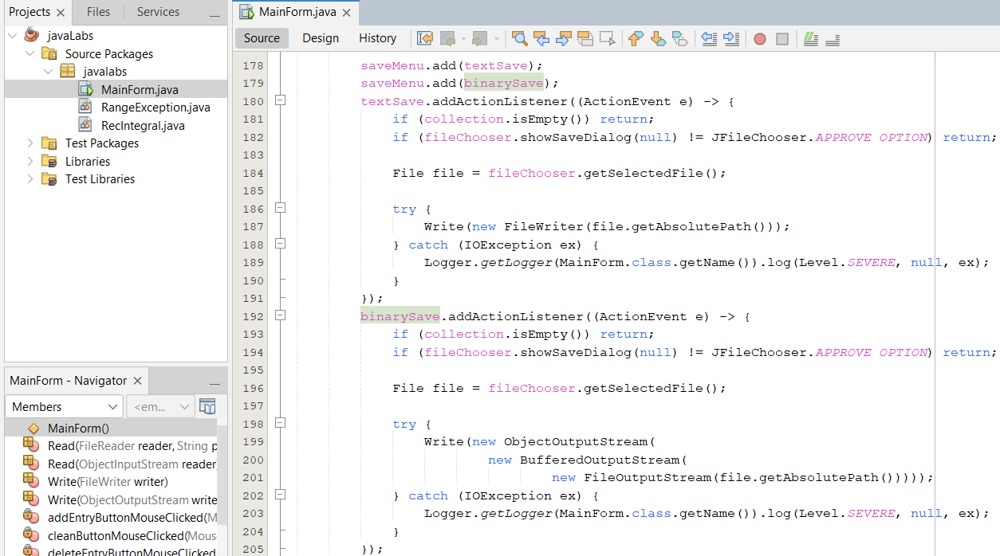 Projects
Files
Services
javaLabs
Source Packages
javalabs
MainForm.java
RangeException.java
RecIntegral.java
Test Packages
Libraries
Test Libraries
MainForm - Navigator
Members
<em...
MainForm()
Read(FileReader reader, String p
Read(ObjectInputStream reader,
Write(FileWriter writer)
Write(ObjectOutputStream write
addEntryButtonMouseClicked(M
cleanButtonMouseClicked(Mous
deleteEntryButtonMouseClicked
MainForm.java
Source
Design
History
178 saveMenu.add(textSave);
179 saveMenu.add(binarySave);
180 textSave.addActionListener((ActionEvent e) -> {
181 if (collection.isEmpty()) return;
182 if (fileChooser.showSaveDialog(null) != JFileChooser.APPROVE OPTION) return;
183
184 File file = fileChooser.getSelectedFile();
185
186 try {
187 Write(new FileWriter(file.getAbsolutePath()));
188 } catch (IOException ex) {
189 Logger.getLogger(MainForm.class.getName()).log(Level.SEVERE, null, ex);
190 }
191 });
192 binarySave.addActionListener((ActionEvent e) -> {
193 if (collection.isEmpty()) return;
194 if (fileChooser.showSaveDialog(null) != JFileChooser.APPROVE OPTION) return;
195
196 File file = fileChooser.getSelectedFile();
197
198 try {
199 Write(new ObjectOutputStream(
200 new BufferedOutputStream(
201 new FileOutputStream(file.getAbsolutePath()))));
202 } catch (IOException ex) {
203 Logger.getLogger(MainForm.class.getName()).log(Level.SEVERE, null, ex);
204 }
205 });